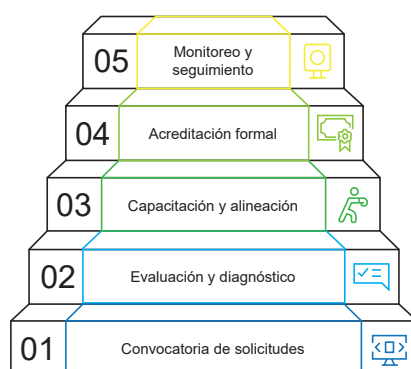 05
Monitoreo y
seguimiento
04
Acreditación formal
03
Capacitación y alineación
02
Evaluación y diagnóstico
01
Convocatoria de solicitudes